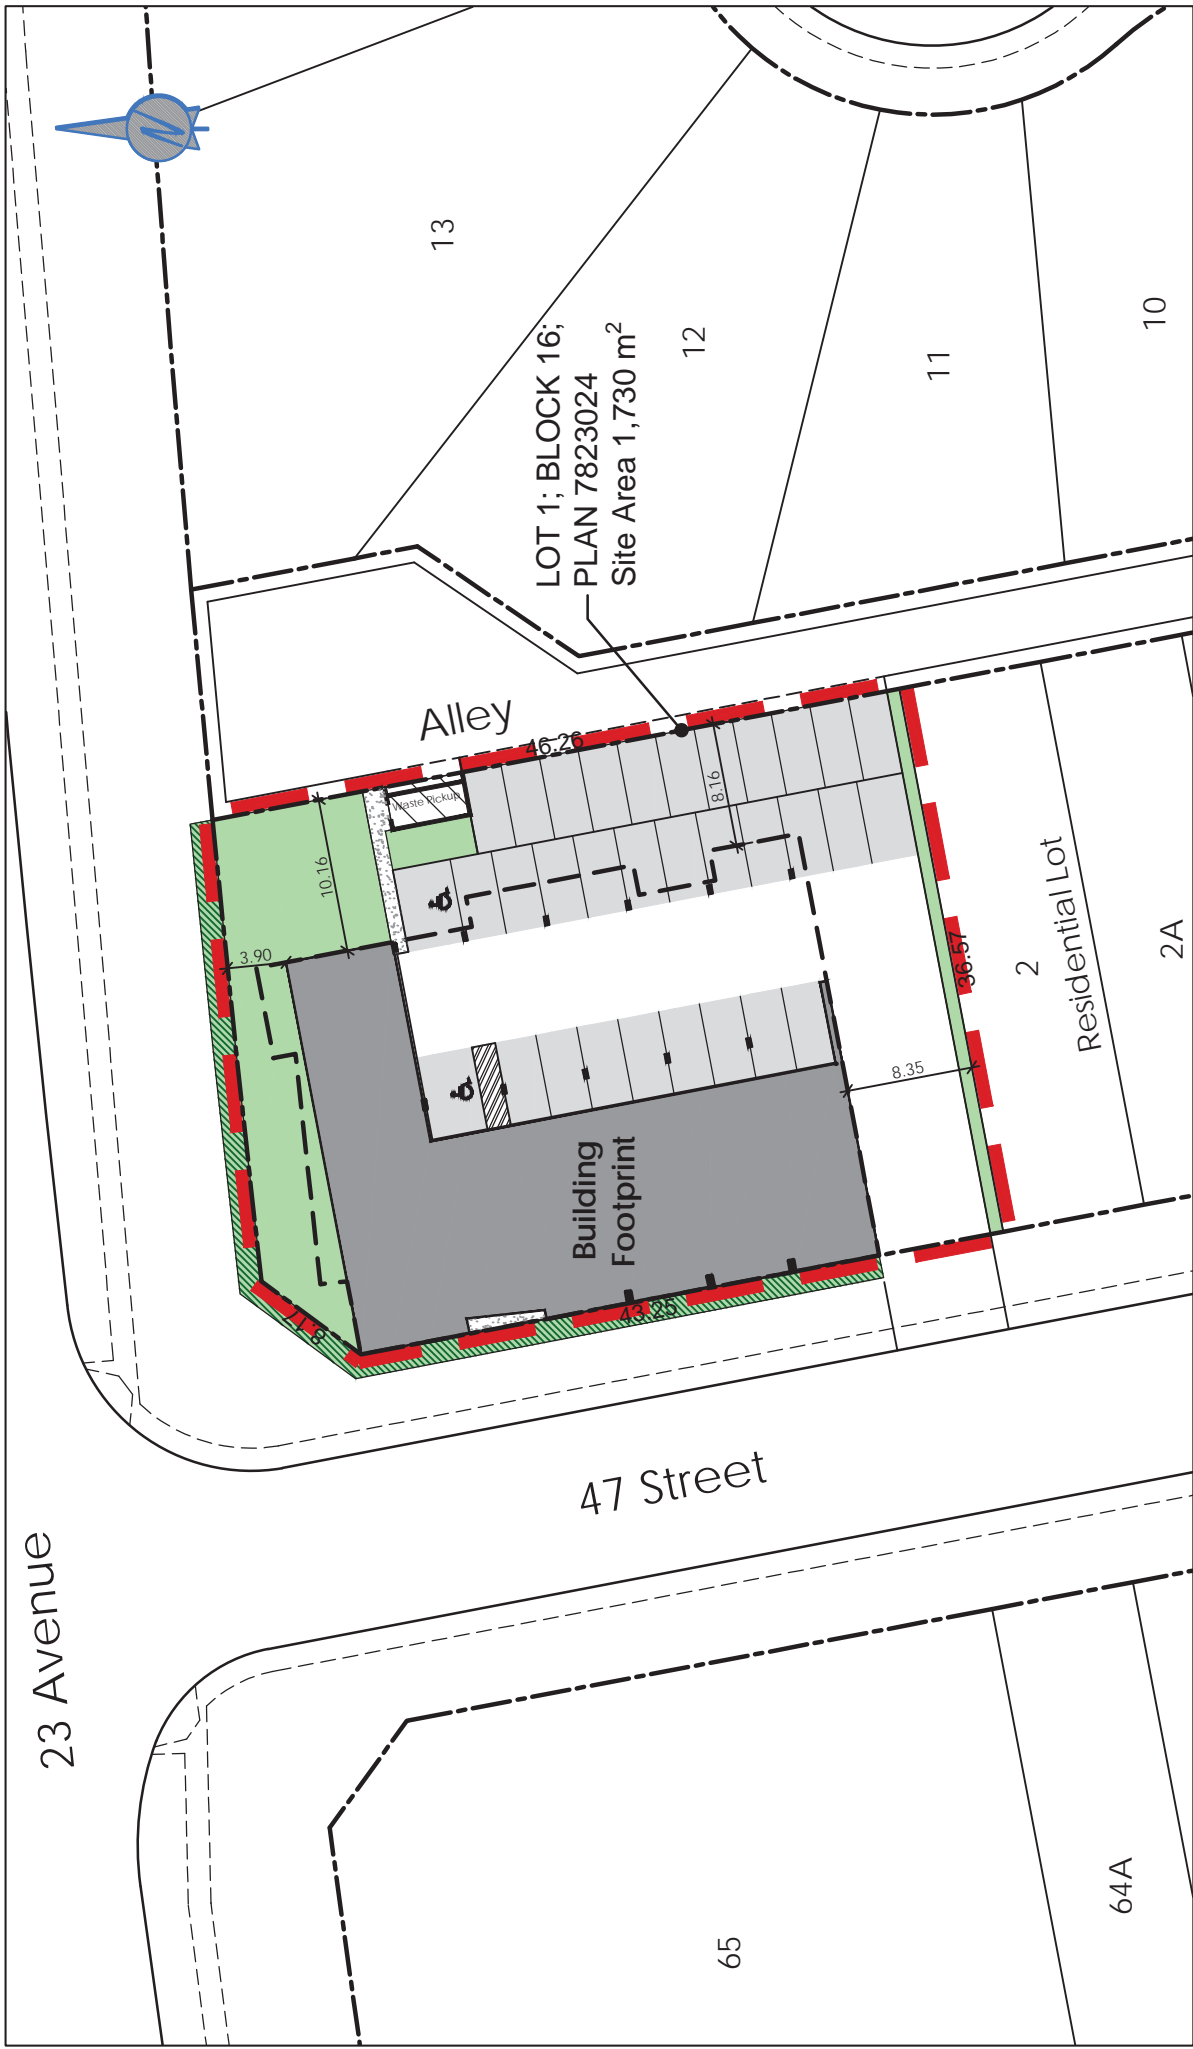 N
23 Avenue
47 Street
Alley
13
12
11
10
LOT 1; BLOCK 16;
PLAN 7823024
Site Area 1,730 m²
46.26
Waste Pickup
10.16
3.90
8.16
8.17
43.25
36.57
8.35
Building
Footprint
2
Residential Lot
2A
65
64A